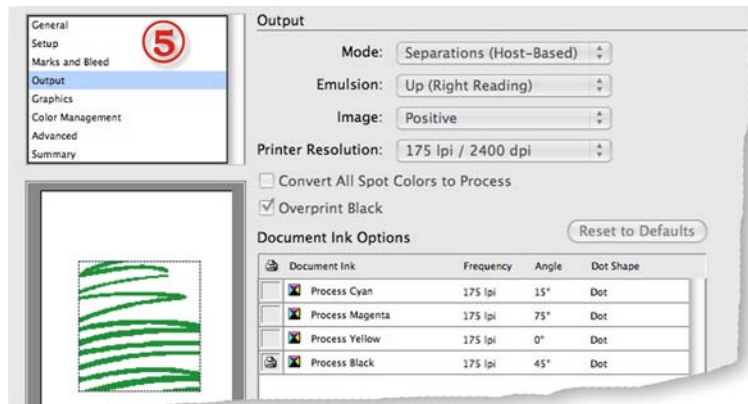 General
Setup
Marks and Bleed
Output
Graphics
Color Management
Advanced
Summary
5
Output
Mode: Separations (Host-Based)
Emulsion: Up (Right Reading)
Image: Positive
Printer Resolution: 175 lpi / 2400 dpi
Convert All Spot Colors to Process
Overprint Black
Document Ink Options Reset to Defaults
Document Ink Frequency Angle Dot Shape
Process Cyan 175 lpi 15° Dot
Process Magenta 175 lpi 75° Dot
Process Yellow 175 lpi 0° Dot
Process Black 175 lpi 45° Dot